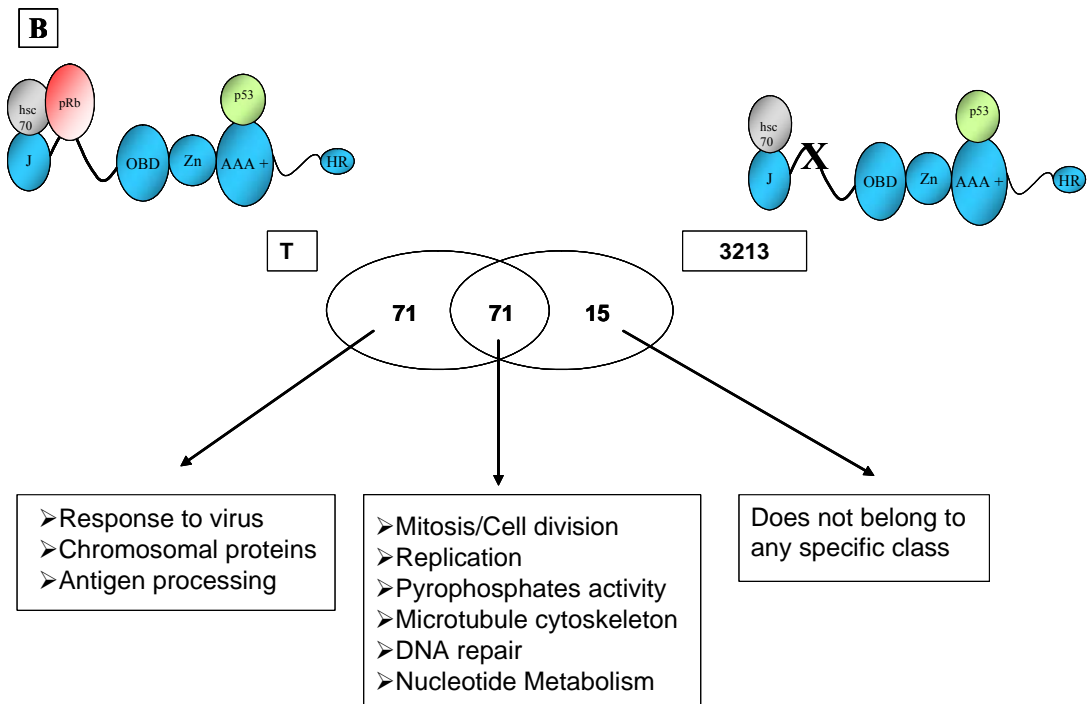 B
hsc
70
pRb
J
OBD
Zn
p53
AAA +
HR
hsc
70
J
X
OBD
Zn
p53
AAA +
HR
T
3213
71
71
15
➢Response to virus
➢Chromosomal proteins
➢Antigen processing
➢Mitosis/Cell division
➢Replication
➢Pyrophosphates activity
➢Microtubule cytoskeleton
➢DNA repair
➢Nucleotide Metabolism
Does not belong to
any specific class